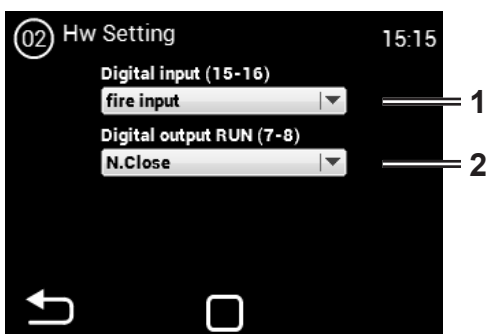 02 Hw Setting 15:15
Digital input (15-16)
fire input 1
Digital output RUN (7-8)
N.Close 2